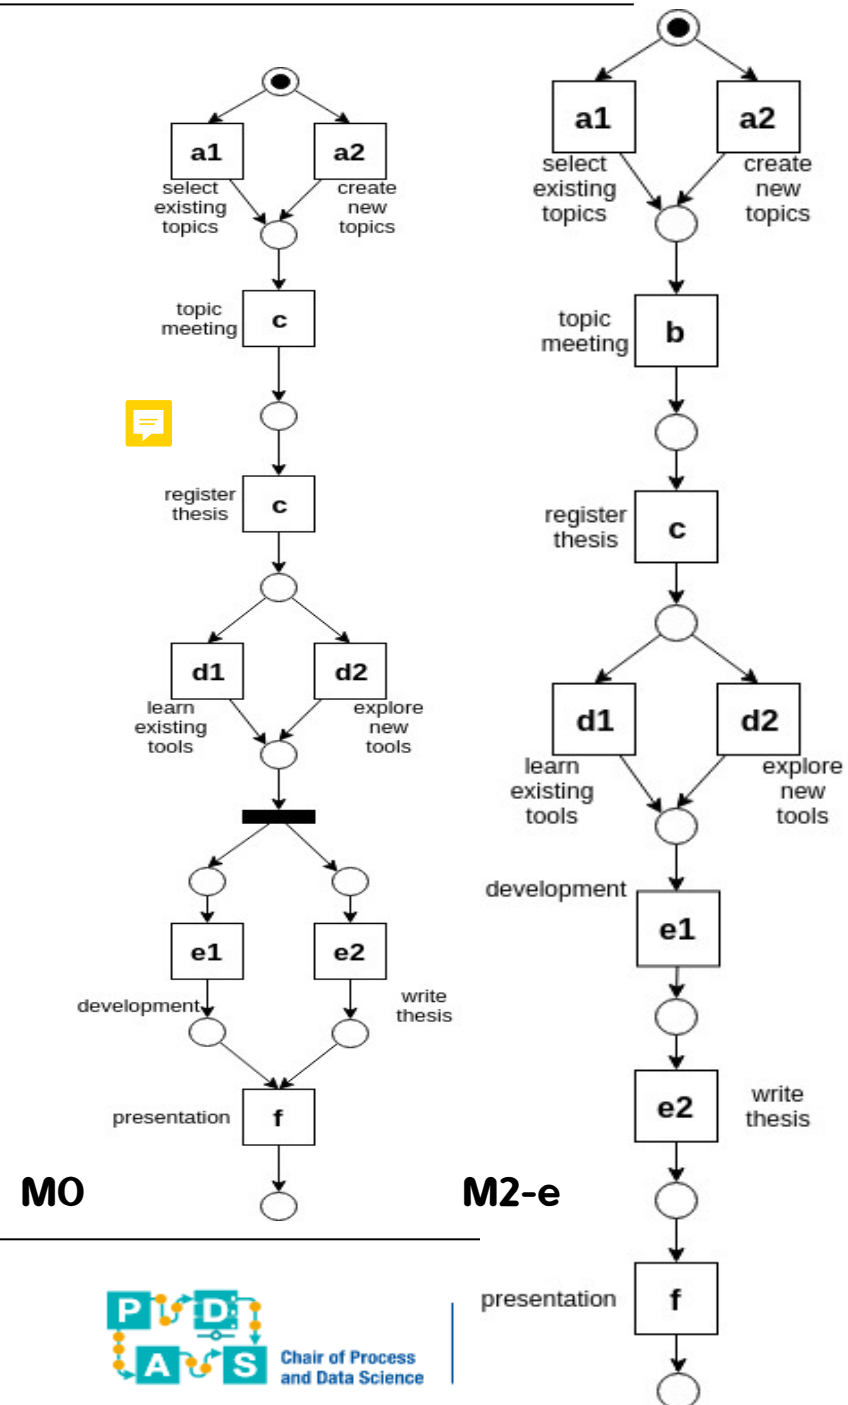 a1
a2
select
existing
topics
create
new
topics
topic
meeting
c
register
thesis
c
d1
d2
learn
existing
tools
explore
new
tools
e1
e2
development
write
thesis
presentation
f
M0
a1
a2
select
existing
topics
create
new
topics
topic
meeting
b
register
thesis
c
d1
d2
learn
existing
tools
explore
new
tools
development
e1
e2
write
thesis
M2-e
presentation
f
P
D
A
S
Chair of Process
and Data Science